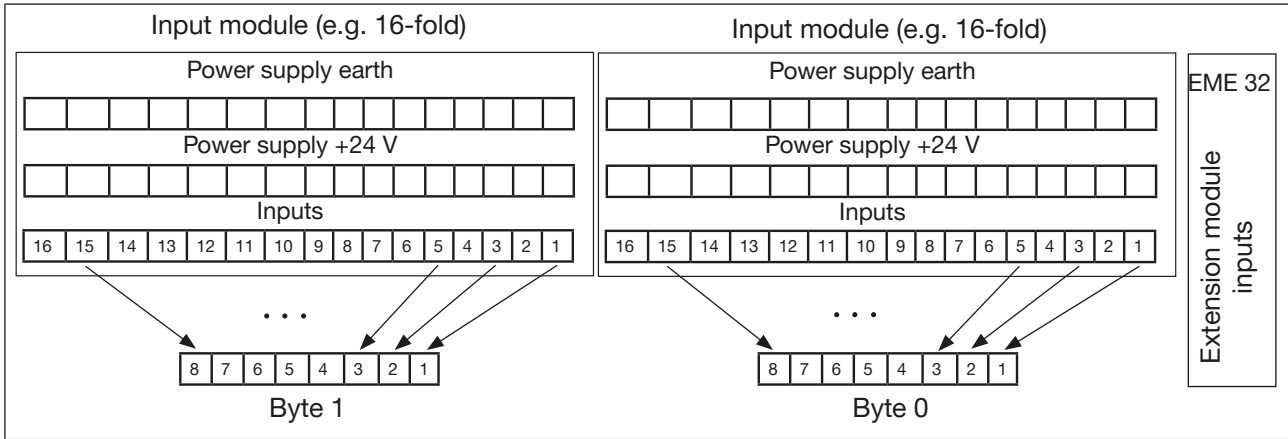 Input module (e.g. 16-fold)
Power supply earth
Power supply +24 V
Inputs
16 15 14 13 12 11 10 9 8 7 6 5 4 3 2 1
...
8 7 6 5 4 3 2 1
Byte 1
Input module (e.g. 16-fold)
Power supply earth
Power supply +24 V
Inputs
16 15 14 13 12 11 10 9 8 7 6 5 4 3 2 1
...
8 7 6 5 4 3 2 1
Byte 0
EME 32
Extension module
inputs